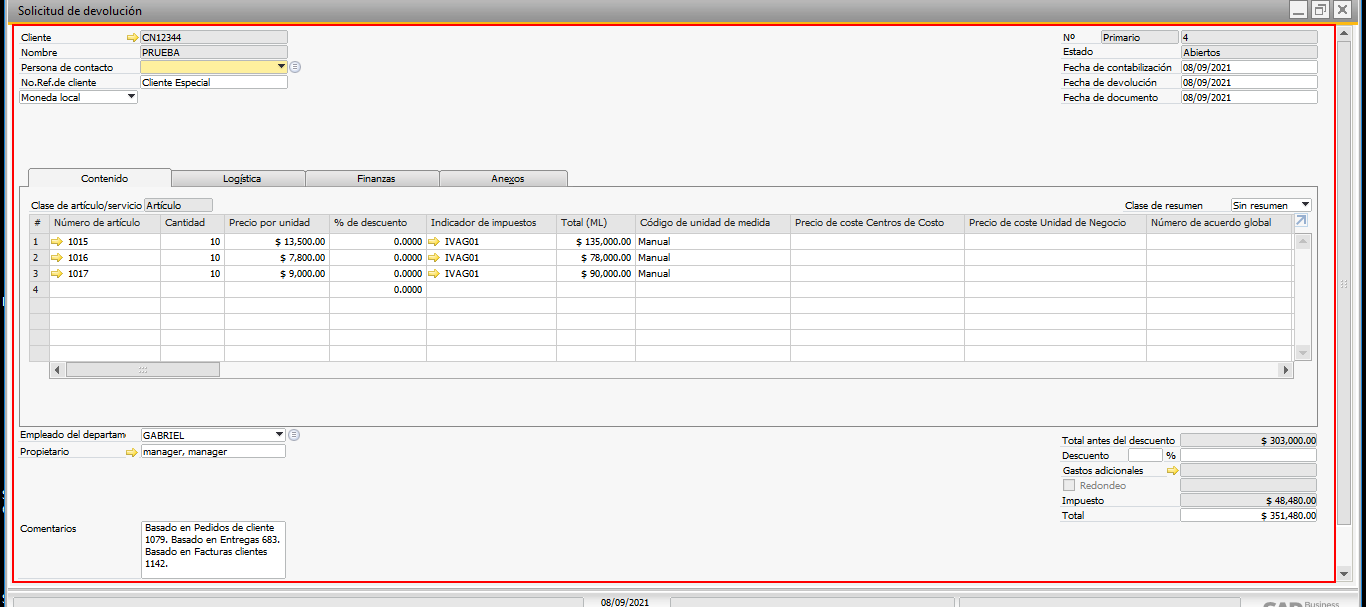 Solicitud de devolución
Cliente CN12344
Nombre PRUEBA
Persona de contacto
No.Ref.de cliente Cliente Especial
Moneda local
Nº Primario 4
Estado Abiertos
Fecha de contabilización 08/09/2021
Fecha de devolución 08/09/2021
Fecha de documento 08/09/2021
Contenido Logística Finanzas Anexos
Clase de artículo/servicio Artículo Clase de resumen Sin resumen
# Número de artículo Cantidad Precio por unidad % de descuento Indicador de impuestos Total (ML) Código de unidad de medida Precio de coste Centros de Costo Precio de coste Unidad de Negocio Número de acuerdo global
1 1015 10 $ 13,500.00 0.0000 IVAG01 $ 135,000.00 Manual
2 1016 10 $ 7,800.00 0.0000 IVAG01 $ 78,000.00 Manual
3 1017 10 $ 9,000.00 0.0000 IVAG01 $ 90,000.00 Manual
4 0.0000
Empleado del departam GABRIEL
Propietario manager, manager
Total antes del descuento $ 303,000.00
Descuento %
Gastos adicionales
Redondeo
Impuesto $ 48,480.00
Total $ 351,480.00
Comentarios Basado en Pedidos de cliente
1079. Basado en Entregas 683.
Basado en Facturas clientes
1142.
08/09/2021
Business